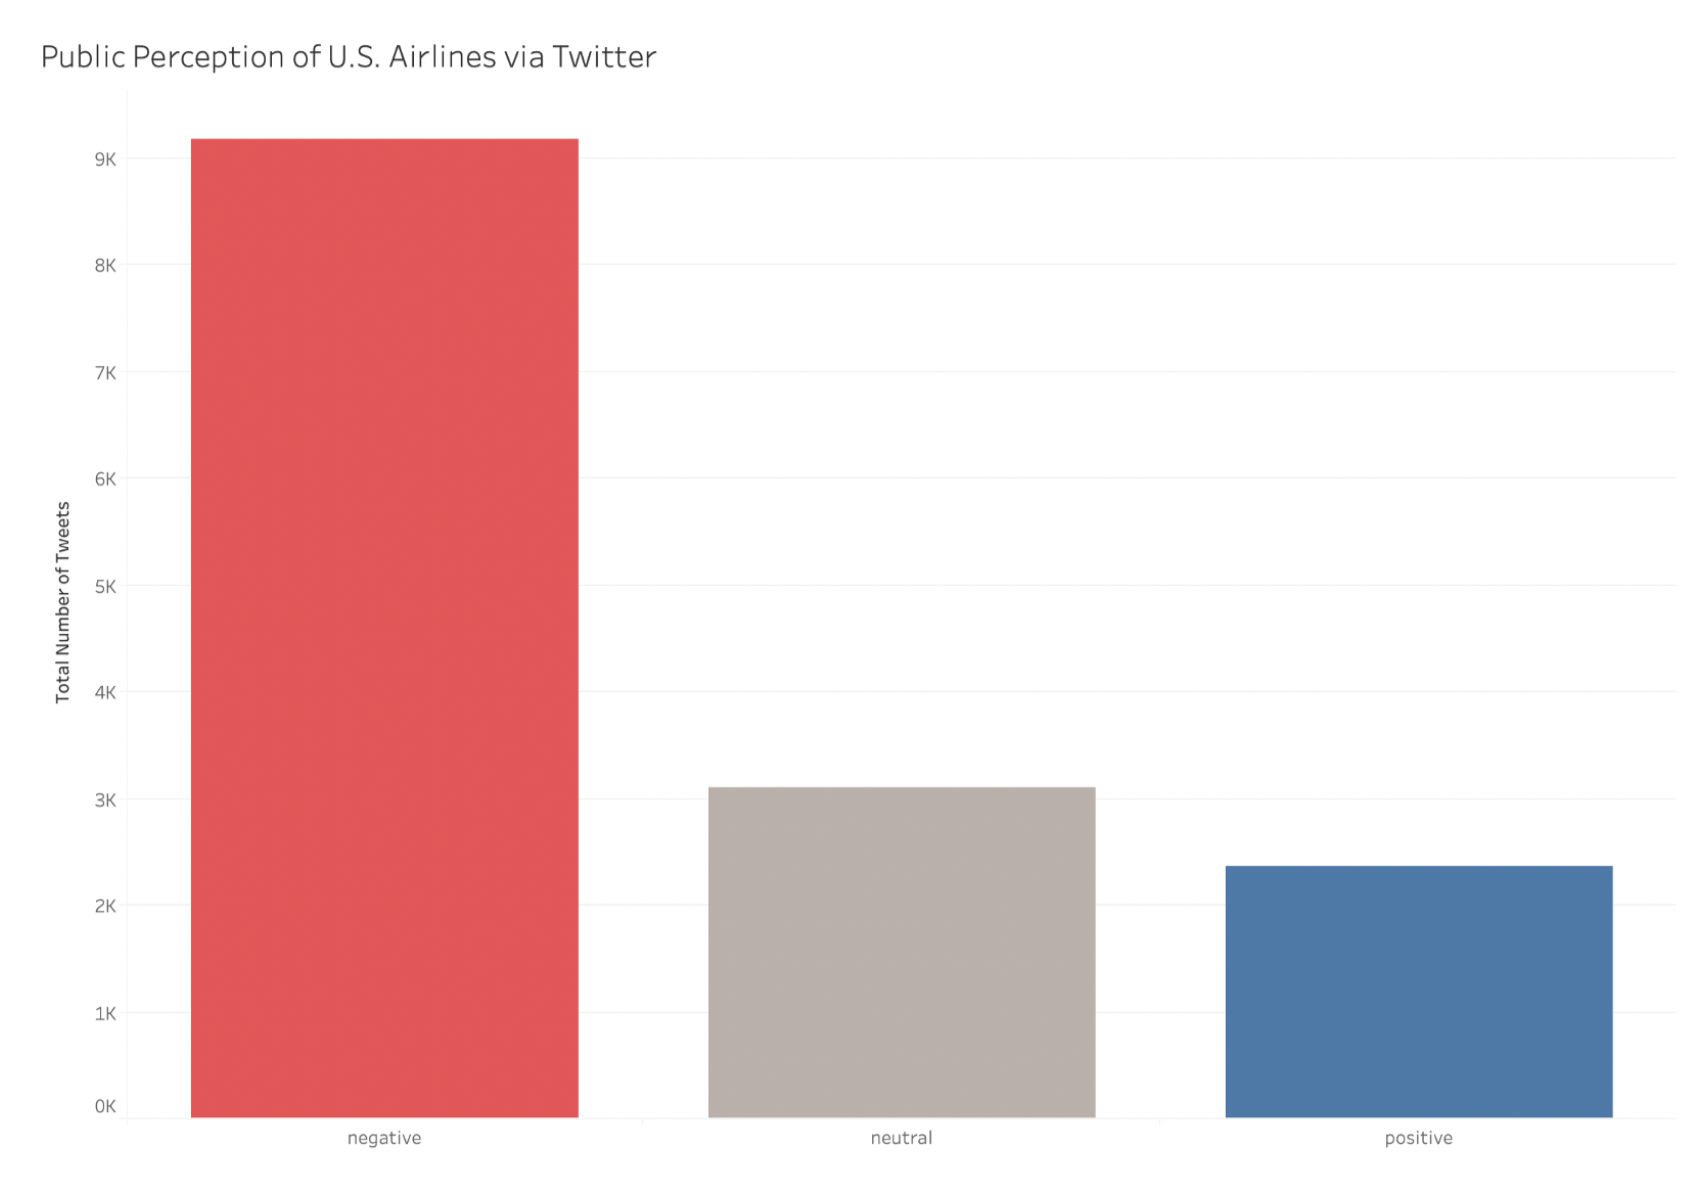 Public Perception of U.S. Airlines via Twitter
Total Number of Tweets
9K
8K
7K
6K
5K
4K
3K
2K
1K
0K
negative neutral positive